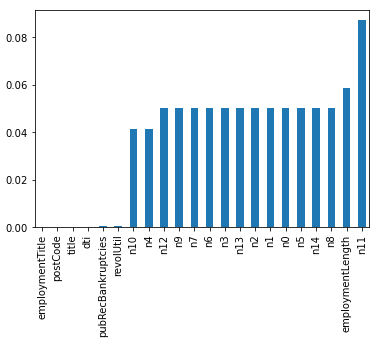 0.08
0.06
0.04
0.02
0.00
employmentTitle
postCode
title
dti
pubRecBankruptcies
revolUtil
n10
n4
n12
n9
n7
n6
n3
n13
n2
n1
n0
n5
n14
n8
employmentLength
n11